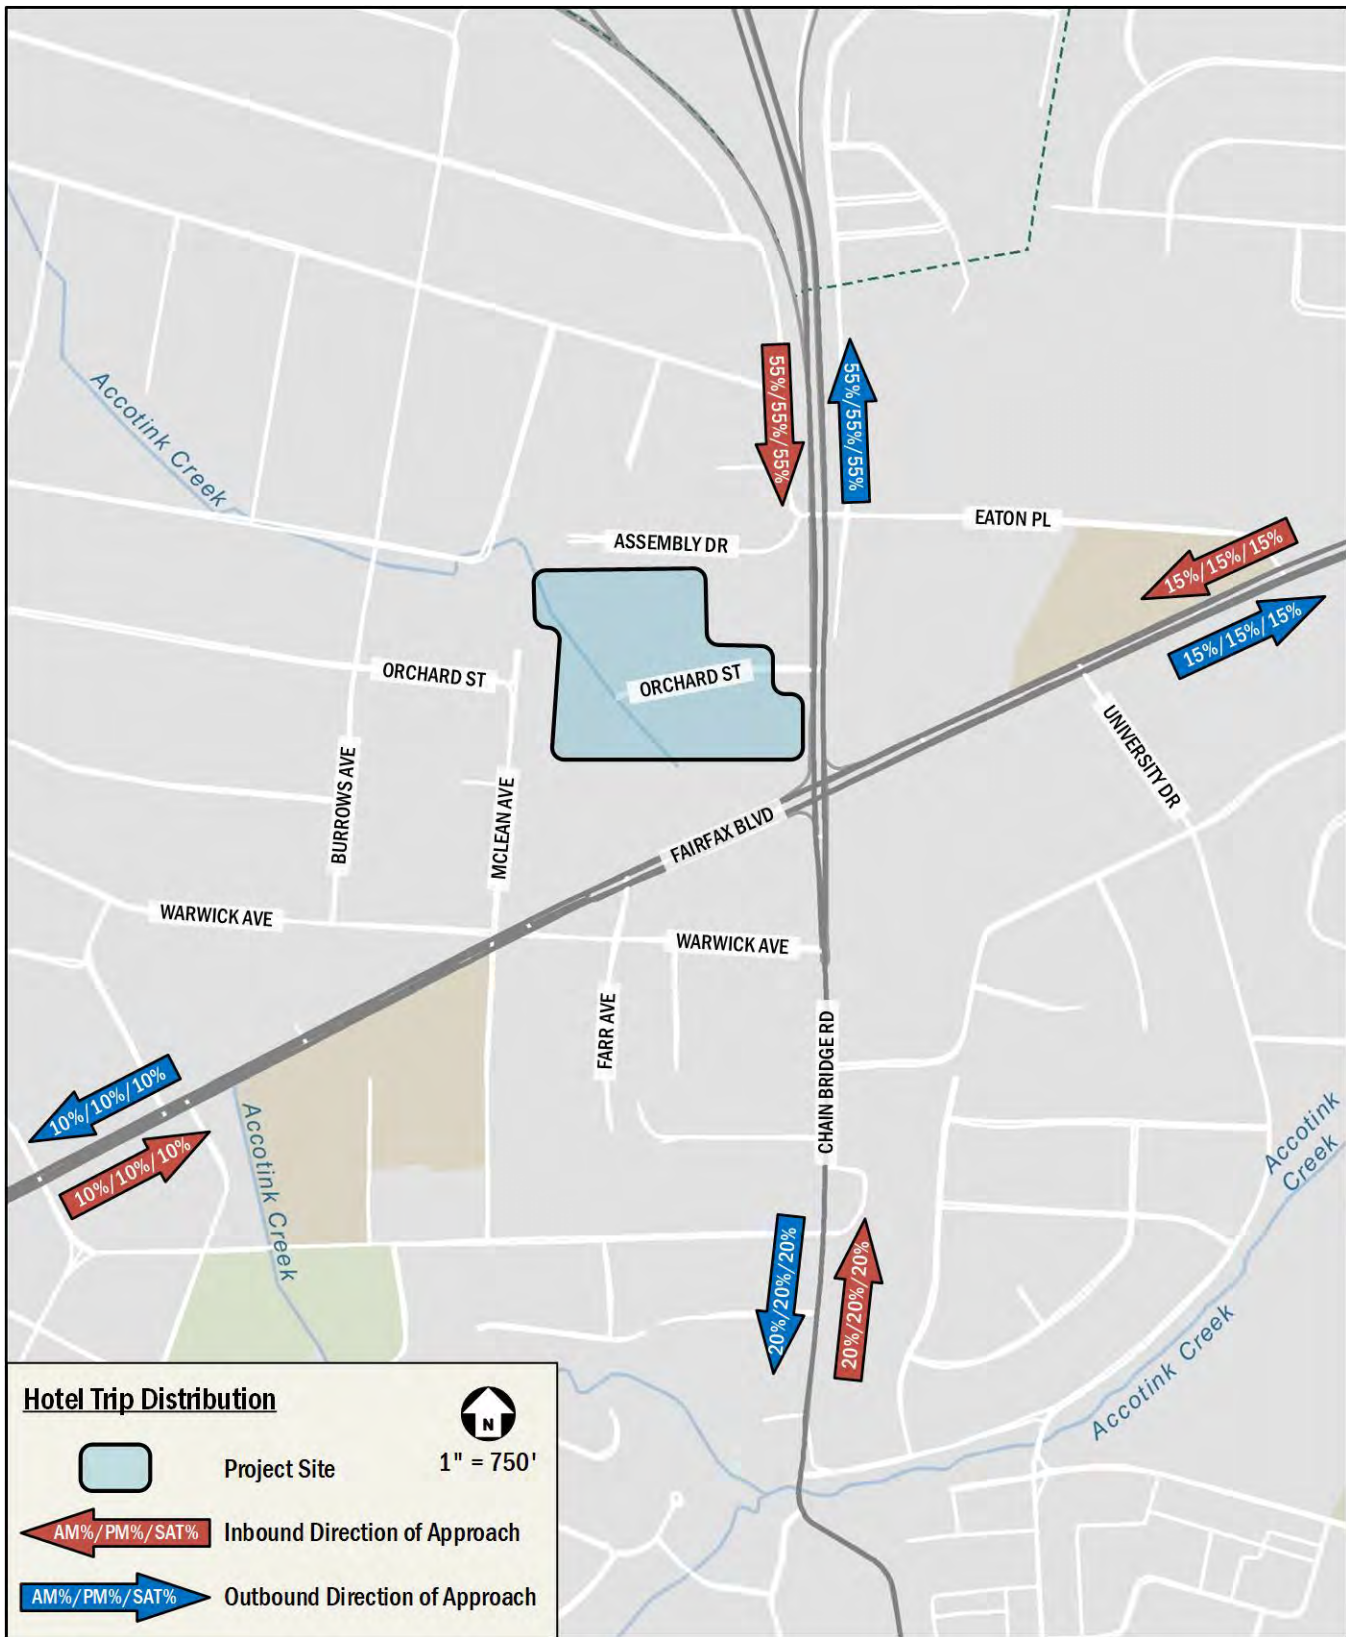 55%/55%/55%
55%/55%/55%
Accotink Creek
EATON PL
ASSEMBLY DR
15%/15%/15%
15%/15%/15%
ORCHARD ST
ORCHARD ST
UNIVERSITY DR
BURROWS AVE
MCLEAN AVE
FAIRFAX BLVD
WARWICK AVE
WARWICK AVE
FARR AVE
CHAIN BRIDGE RD
10%/10%/10%
10%/10%/10%
Accotink Creek
Accotink
Creek
20%/20%/20%
20%/20%/20%
Accotink Creek
Hotel Trip Distribution
N
Project Site
1" = 750'
AM%/PM%/SAT%
Inbound Direction of Approach
AM%/PM%/SAT%
Outbound Direction of Approach